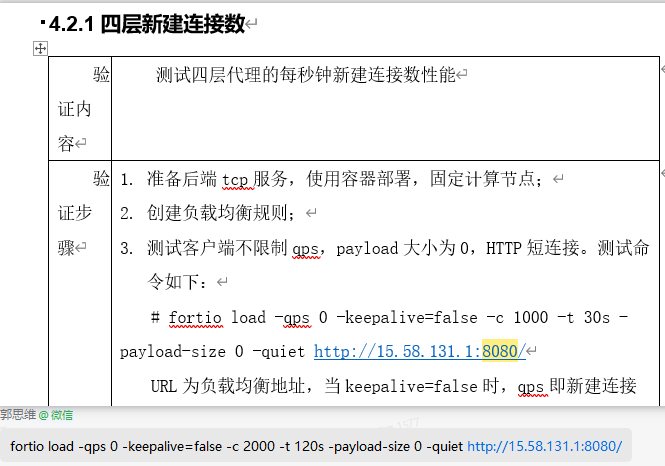 4.2.1 四层新建连接数
验 测试四层代理的每秒钟新建连接数性能
证内
容
验 1. 准备后端 tcp 服务，使用容器部署，固定计算节点；
证步 2. 创建负载均衡规则；
骤 3. 测试客户端不限制 qps，payload 大小为 0，HTTP 短连接。测试命
令如下：
# fortio load -qps 0 -keepalive=false -c 1000 -t 30s -
payload-size 0 -quiet http://15.58.131.1:8080/
URL 为负载均衡地址，当 keepalive=false 时，qps 即新建连接
郭思维@微信
fortio load -qps 0 -keepalive=false -c 2000 -t 120s -payload-size 0 -quiet http://15.58.131.1:8080/